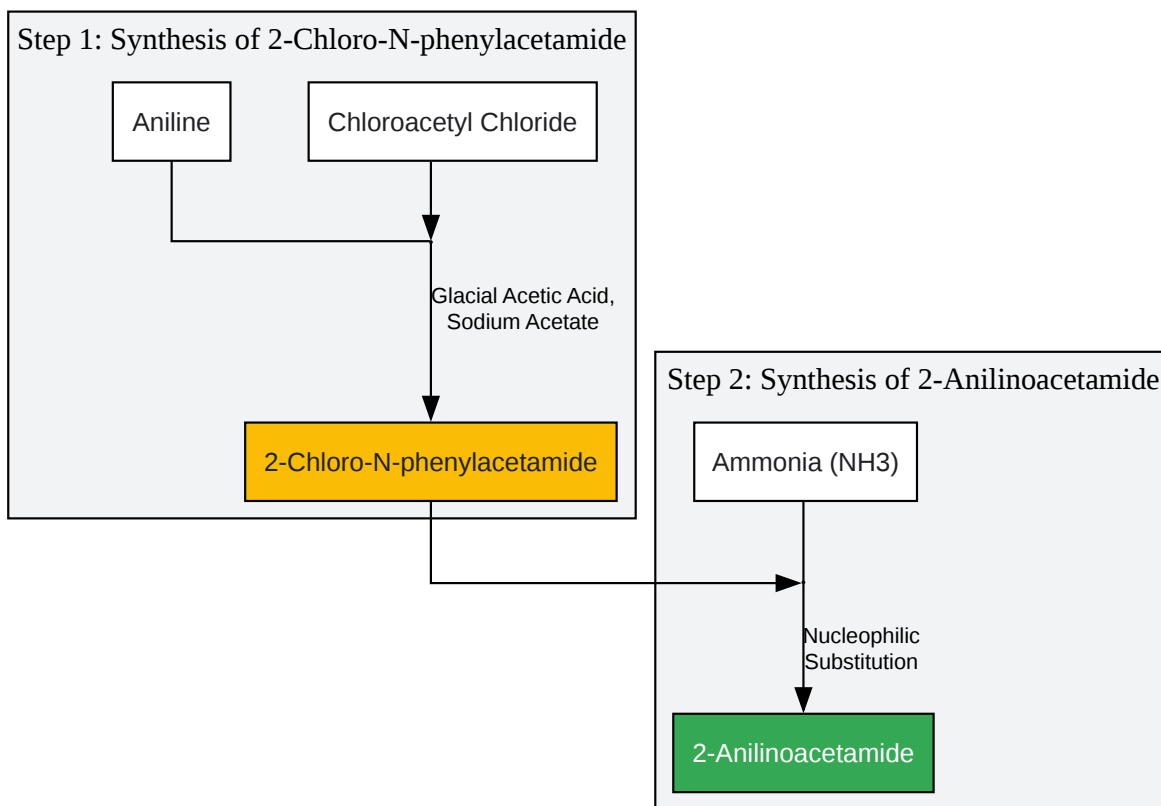 Step 1: Synthesis of 2-Chloro-N-phenylacetamide
Aniline
Chloroacetyl Chloride
Glacial Acetic Acid,
Sodium Acetate
2-Chloro-N-phenylacetamide
Step 2: Synthesis of 2-Anilinoacetamide
Ammonia (NH3)
Nucleophilic
Substitution
2-Anilinoacetamide